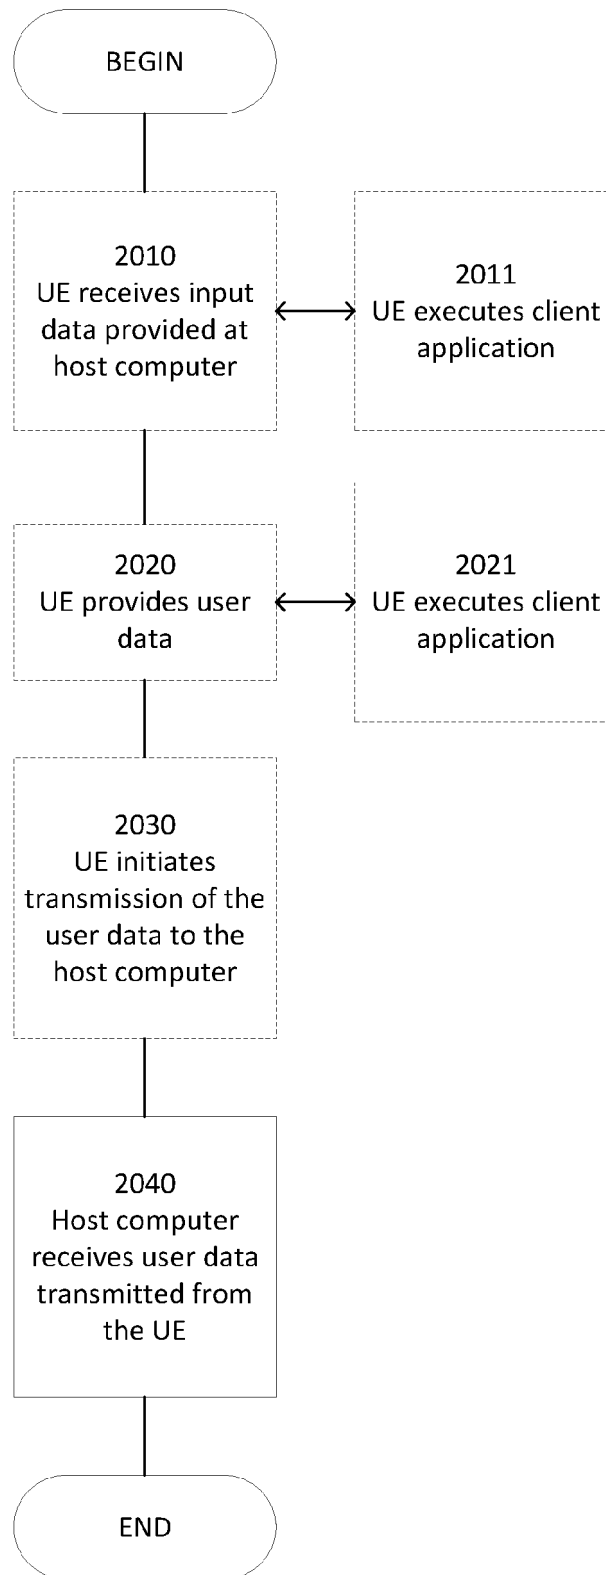 BEGIN
2010
UE receives input
data provided at
host computer
2011
UE executes client
application
2020
UE provides user
data
2021
UE executes client
application
2030
UE initiates
transmission of the
user data to the
host computer
2040
Host computer
receives user data
transmitted from
the UE
END